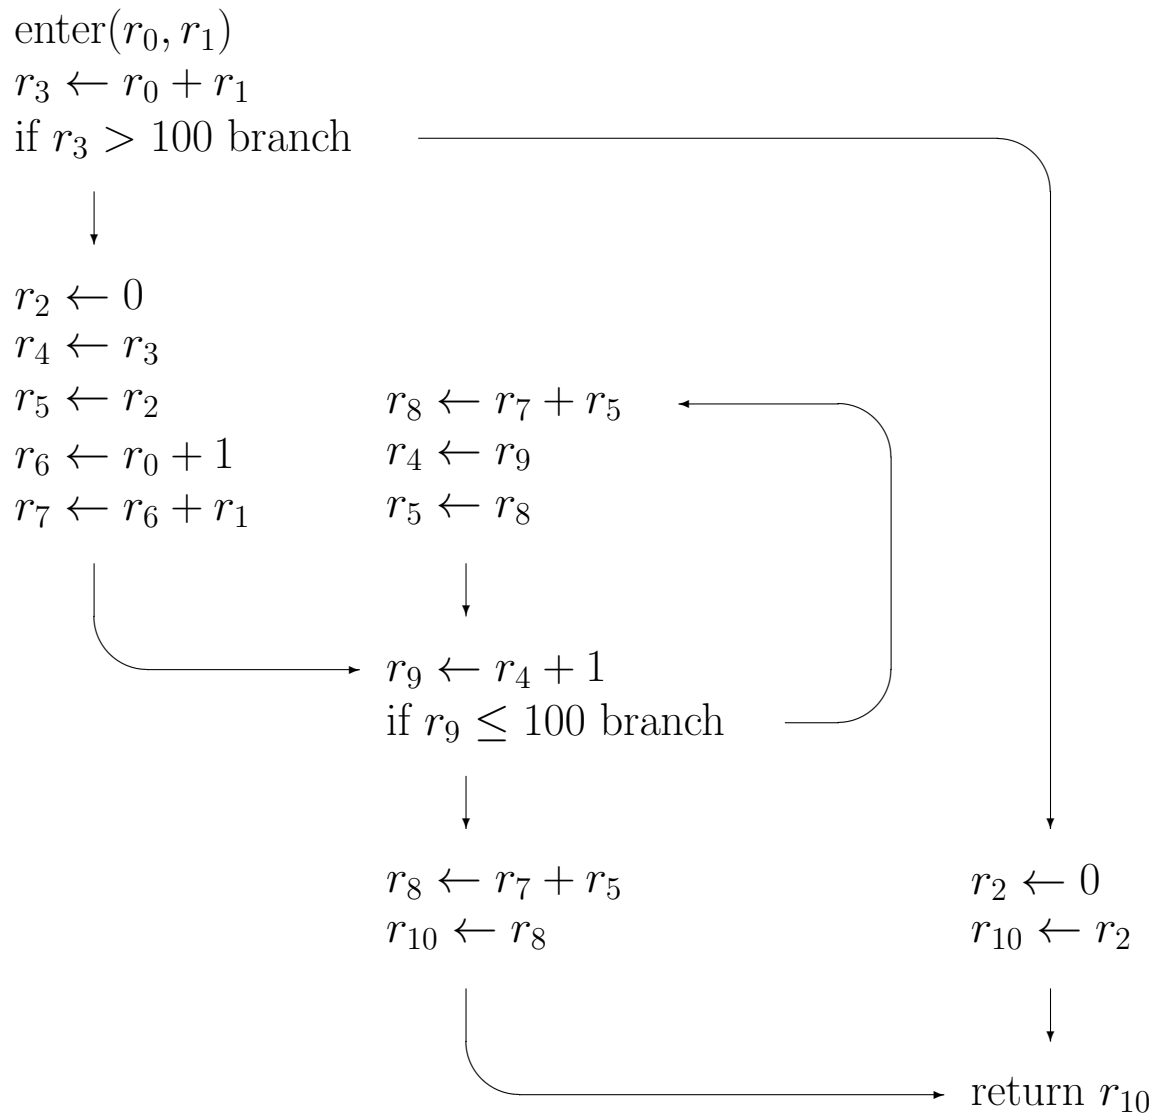 enter(r₀, r₁)
r₃ ← r₀ + r₁
if r₃ > 100 branch
r₂ ← 0
r₄ ← r₃
r₅ ← r₂
r₆ ← r₀ + 1
r₇ ← r₆ + r₁
r₈ ← r₇ + r₅
r₄ ← r₉
r₅ ← r₈
r₉ ← r₄ + 1
if r₉ ≤ 100 branch
r₈ ← r₇ + r₅
r₁₀ ← r₈
r₂ ← 0
r₁₀ ← r₂
return r₁₀